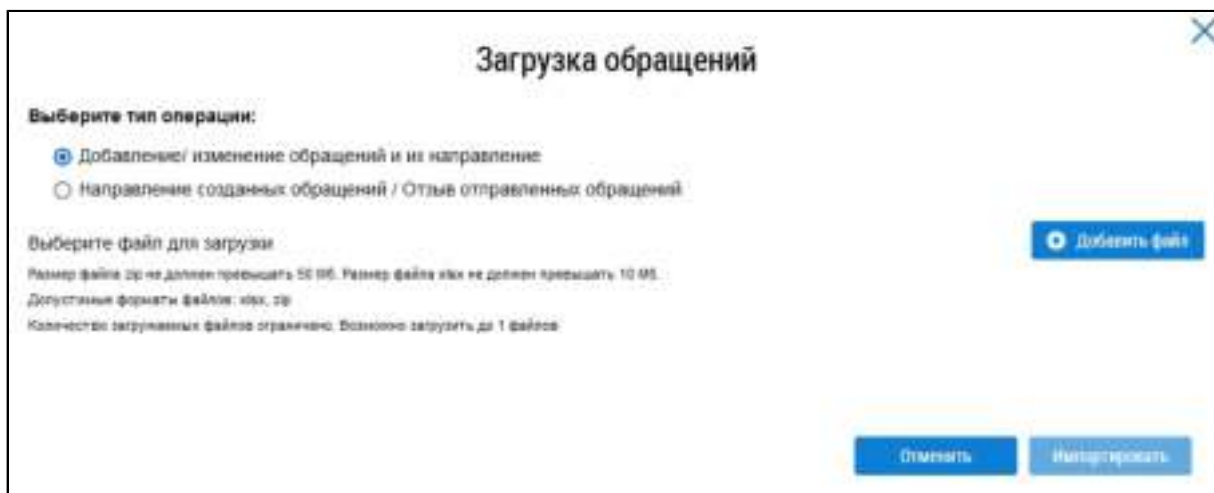 Загрузка обращений
Выберите тип операции:
Добавление/ изменение обращений и их направление
Направление созданных обращений / Отзыв отправленных обращений
Выберите файл для загрузки
Добавить файл
Размер файла zip не должен превышать 50 Мб. Размер файла xlsx не должен превышать 10 Мб.
Допустимые форматы файлов: xlsx, zip
Количество загружаемых файлов ограничено. Возможно загрузить до 1 файлов
Отменить
Импортировать